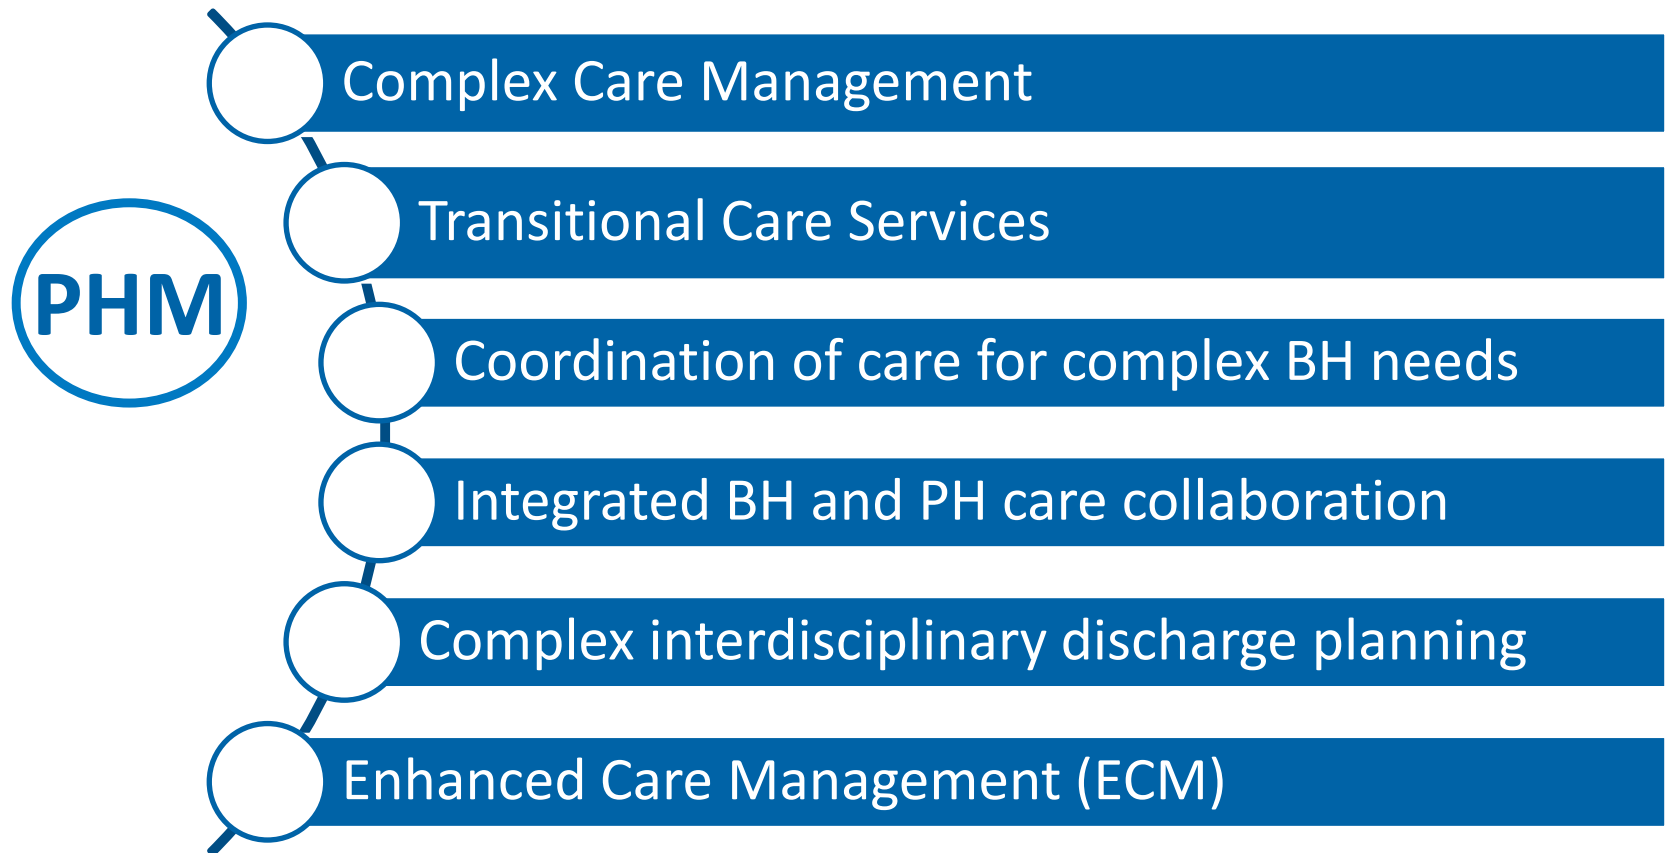 PHM
Complex Care Management
Transitional Care Services
Coordination of care for complex BH needs
Integrated BH and PH care collaboration
Complex interdisciplinary discharge planning
Enhanced Care Management (ECM)